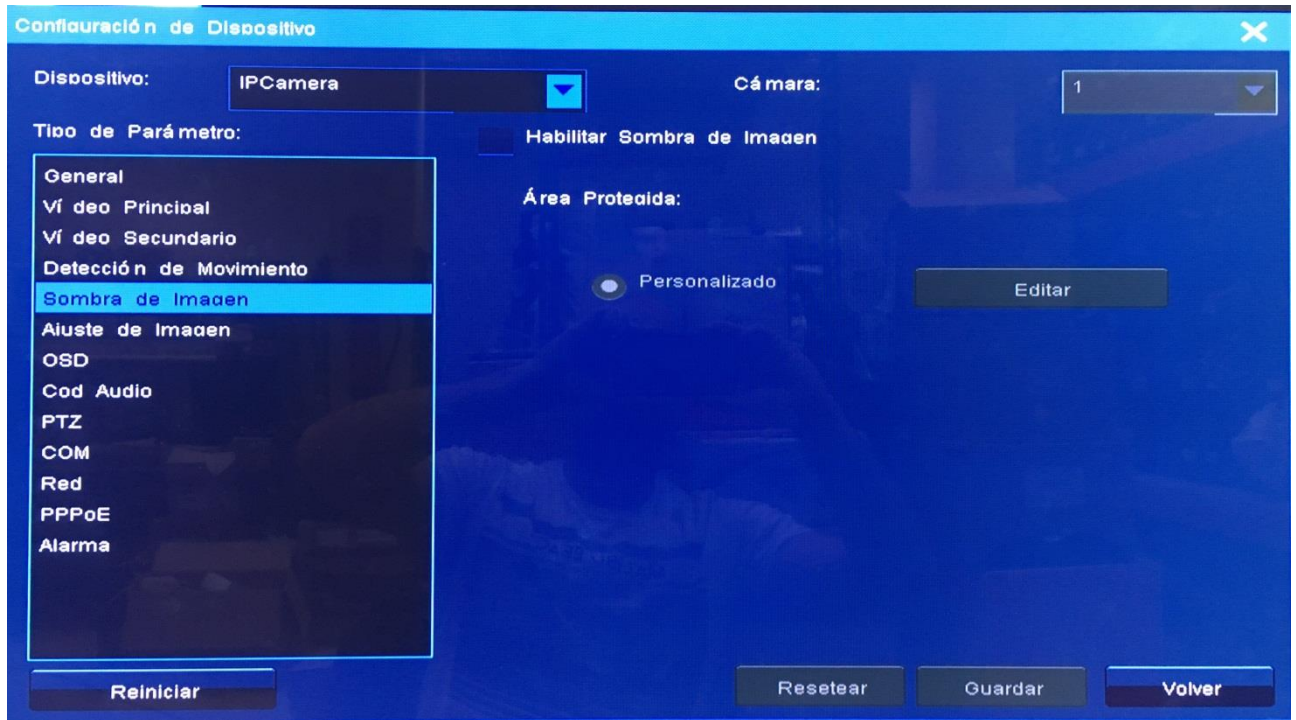 Configuración de Dispositivo
Dispositivo: IPCamera Cámara: 1
Tipo de Parámetro: Habilitar Sombra de Imagen
General
Vídeo Principal
Vídeo Secundario
Detección de Movimiento
Sombra de Imagen
Ajuste de Imagen
OSD
Cod Audio
PTZ
COM
Red
PPPoE
Alarma
Área Protegida:
Personalizado Editar
Reiniciar Resetear Guardar Volver